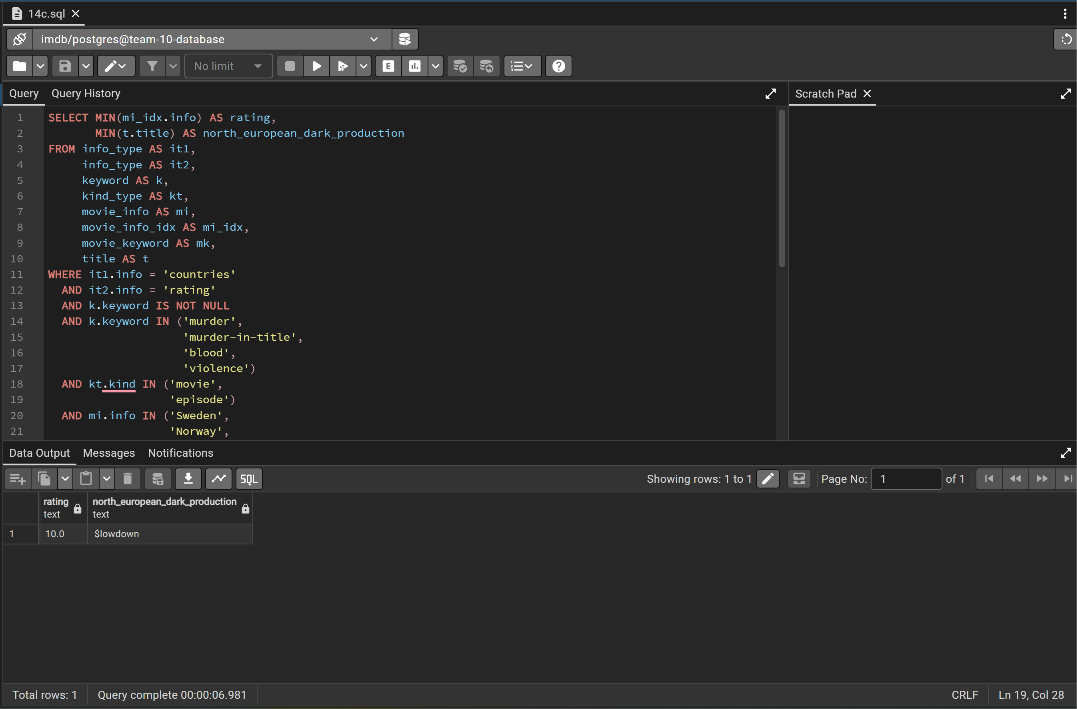 14c.sql
imdb/postgres@team-10-database
No limit
E
Query Query History
Scratch Pad
1 SELECT MIN(mi_idx.info) AS rating,
2 MIN(t.title) AS north_european_dark_production
3 FROM info_type AS it1,
4 info_type AS it2,
5 keyword AS k,
6 kind_type AS kt,
7 movie_info AS mi,
8 movie_info_idx AS mi_idx,
9 movie_keyword AS mk,
10 title AS t
11 WHERE it1.info = 'countries'
12 AND it2.info = 'rating'
13 AND k.keyword IS NOT NULL
14 AND k.keyword IN ('murder',
15 'murder-in-title',
16 'blood',
17 'violence')
18 AND kt.kind IN ('movie',
19 'episode')
20 AND mi.info IN ('Sweden',
21 'Norway',
Data Output Messages Notifications
SQL Showing rows: 1 to 1 Page No: 1 of 1
rating north_european_dark_production
text text
1 10.0 $lowdown
Total rows: 1 Query complete 00:00:06.981 CRLF Ln 19, Col 28